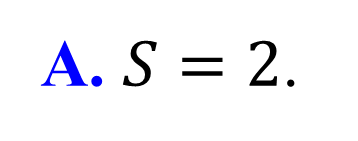 A. S = 2.